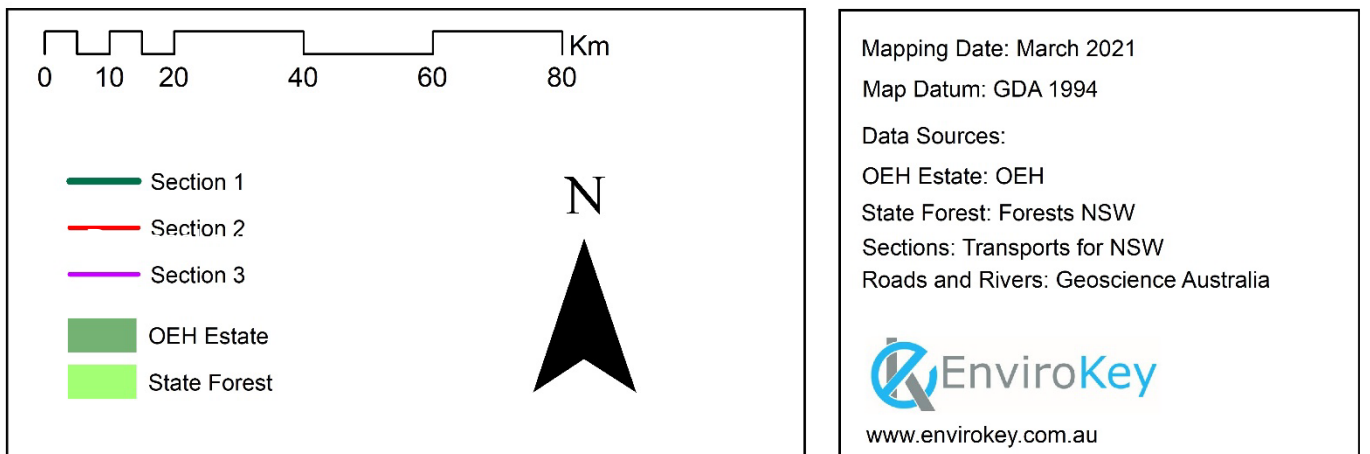 Km
0 10 20 40 60 80
Section 1
Section 2
Section 3
OEH Estate
State Forest
N
Mapping Date: March 2021
Map Datum: GDA 1994
Data Sources:
OEH Estate: OEH
State Forest: Forests NSW
Sections: Transports for NSW
Roads and Rivers: Geoscience Australia
EnviroKey
www.envirokey.com.au